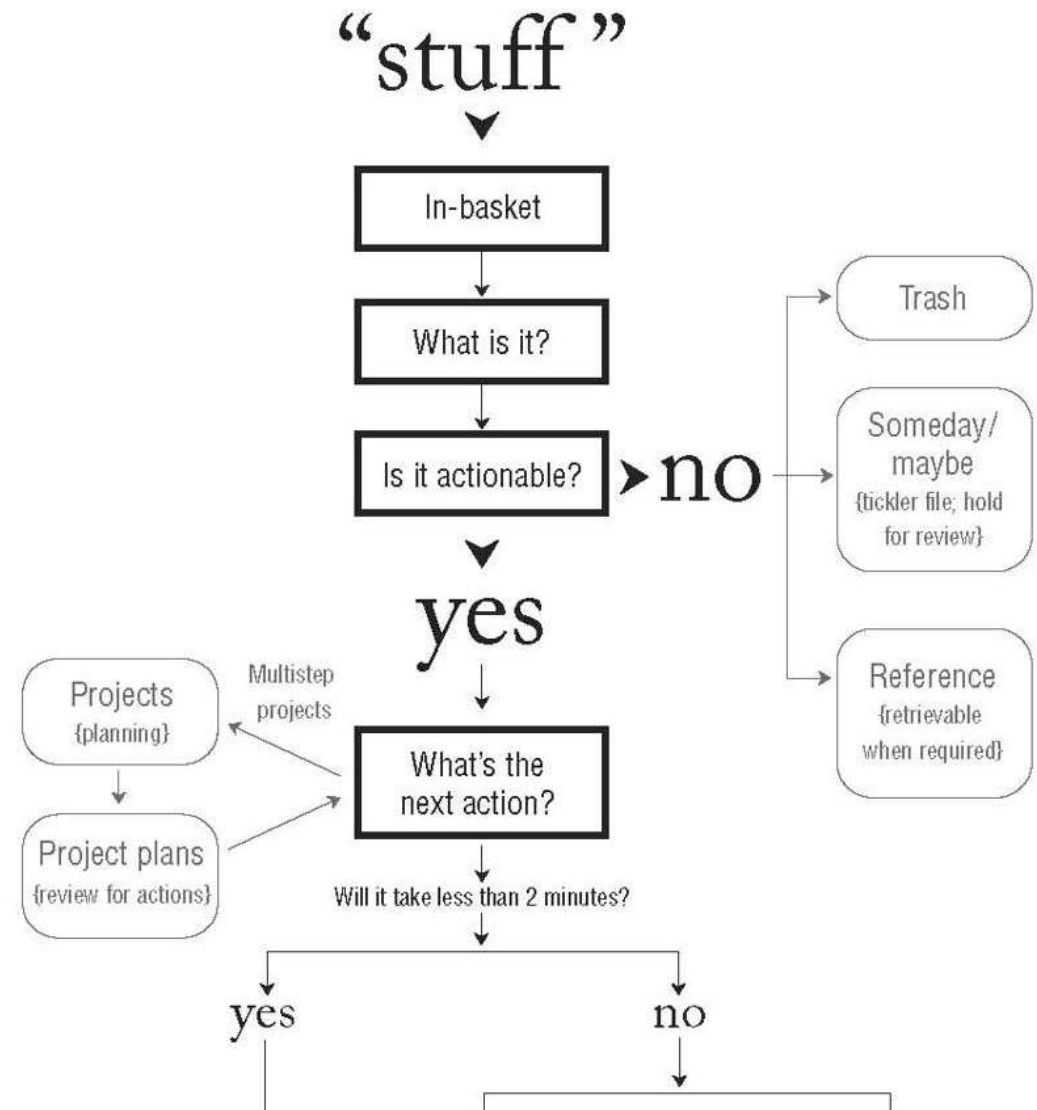 “stuff”
In-basket
What is it?
Is it actionable?
no
Trash
Someday/
maybe
{tickler file; hold
for review}
Reference
{retrievable
when required}
yes
Multistep
projects
Projects
{planning}
Project plans
{review for actions}
What's the
next action?
Will it take less than 2 minutes?
yes
no